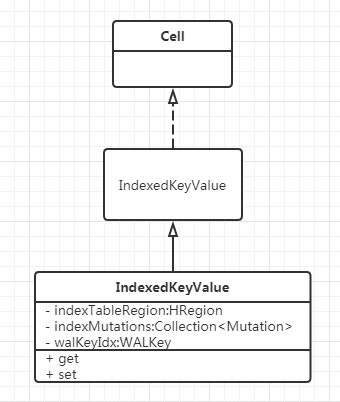 Cell
IndexedKeyValue
IndexedKeyValue
- indexTableRegion:HRegion
- indexMutations:Collection<Mutation>
- walKeyIdx:WALKey
+ get
+ set